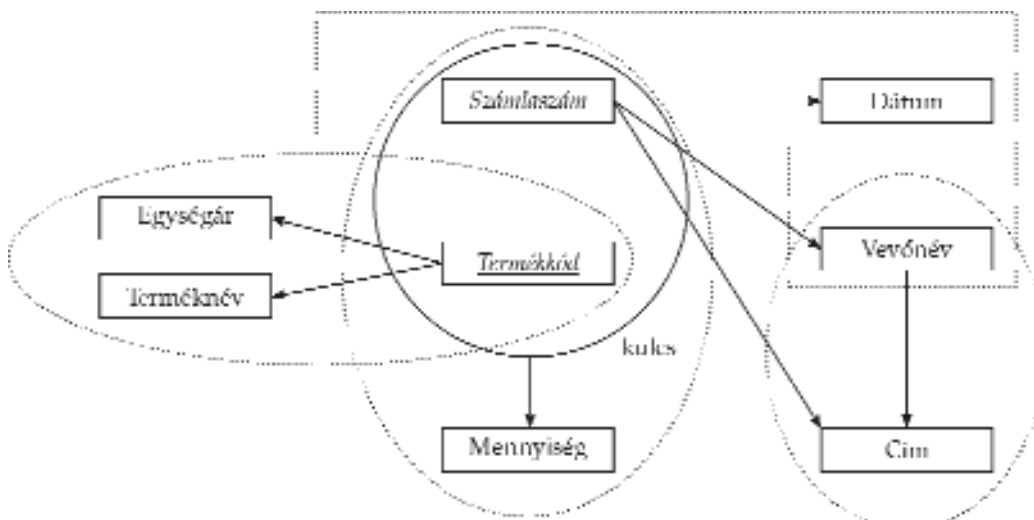 Számlaszám
Dátum
Egységár
Termékkód
Vevőnév
Terméknév
kulcs
Mennyiség
Cím